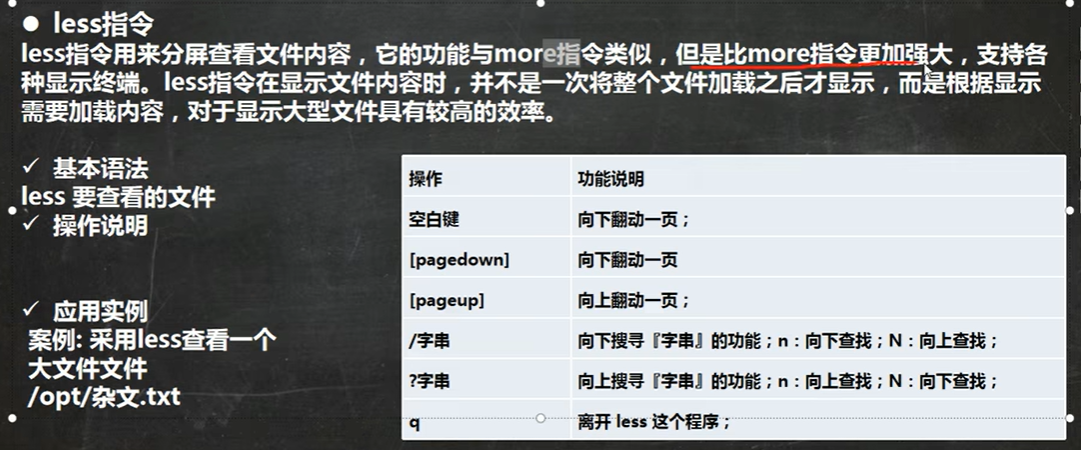 ● less指令
less指令用来分屏查看文件内容，它的功能与more指令类似，但是比more指令更加强大，支持各
种显示终端。less指令在显示文件内容时，并不是一次将整个文件加载之后才显示，而是根据显示
需要加载内容，对于显示大型文件具有较高的效率。
✓ 基本语法
less 要查看的文件
✓ 操作说明
✓ 应用实例
案例: 采用less查看一个
大文件文件
/opt/杂文.txt
操作 功能说明
空白键 向下翻动一页；
[pagedown] 向下翻动一页
[pageup] 向上翻动一页；
/字串 向下搜寻『字串』的功能；n：向下查找；N：向上查找；
?字串 向上搜寻『字串』的功能；n：向上查找；N：向下查找；
q 离开 less 这个程序；